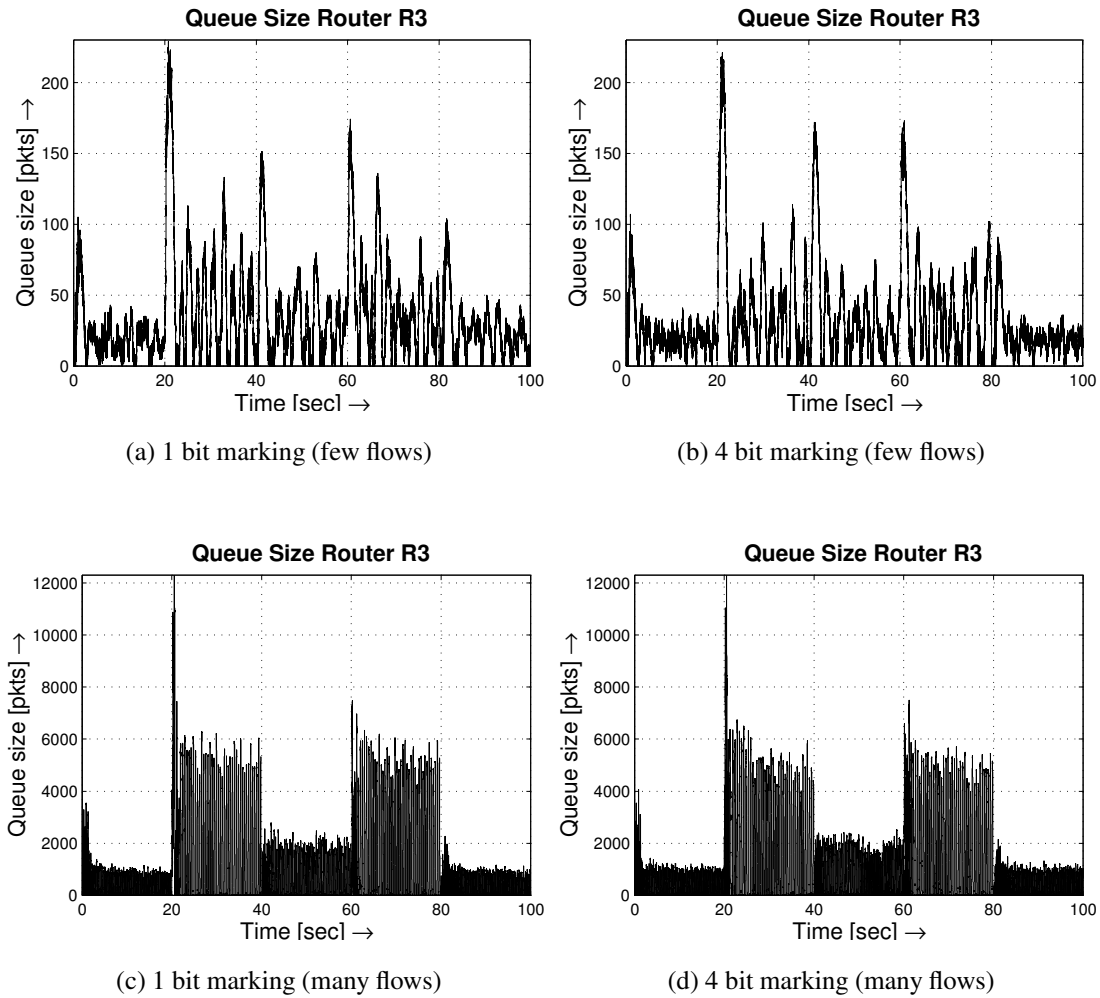 Queue Size Router R3
Queue size [pkts] →
200
150
100
50
0
0 20 40 60 80 100
Time [sec] →
(a) 1 bit marking (few flows)
Queue Size Router R3
Queue size [pkts] →
200
150
100
50
0
0 20 40 60 80 100
Time [sec] →
(b) 4 bit marking (few flows)
Queue Size Router R3
Queue size [pkts] →
12000
10000
8000
6000
4000
2000
0
0 20 40 60 80 100
Time [sec] →
(c) 1 bit marking (many flows)
Queue Size Router R3
Queue size [pkts] →
12000
10000
8000
6000
4000
2000
0
0 20 40 60 80 100
Time [sec] →
(d) 4 bit marking (many flows)